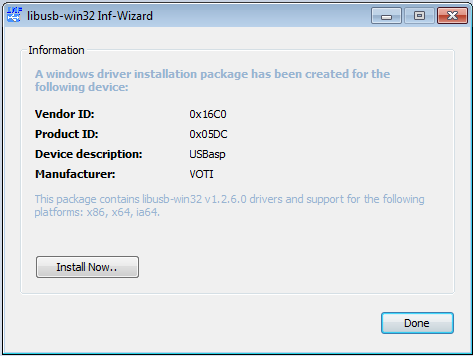 libusb-win32 Inf-Wizard
Information
A windows driver installation package has been created for the
following device:
Vendor ID: 0x16C0
Product ID: 0x05DC
Device description: USBasp
Manufacturer: VOTI
This package contains libusb-win32 v1.2.6.0 drivers and support for the following
platforms: x86, x64, ia64.
Install Now..
Done